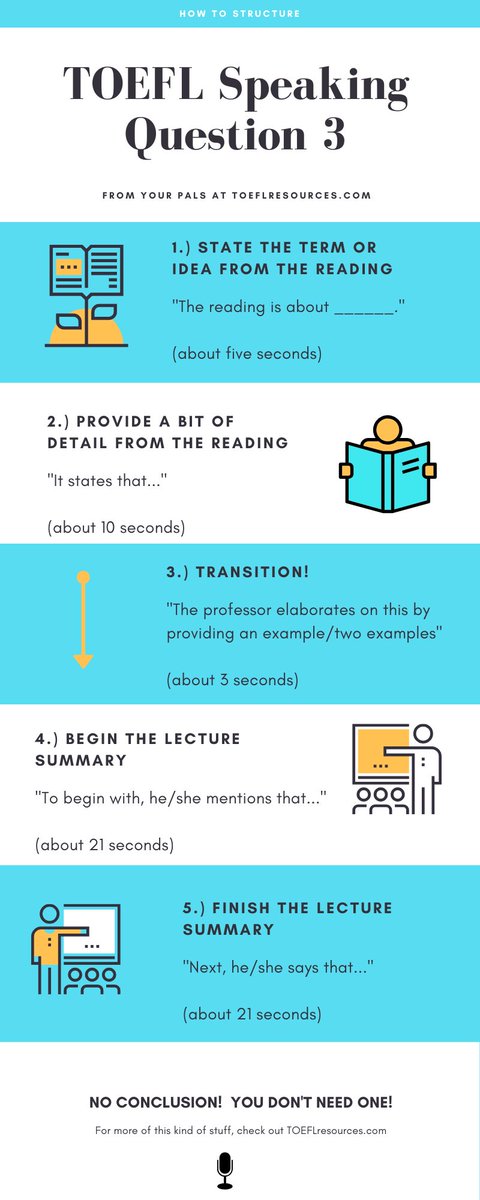 HOW TO STRUCTURE
TOEFL Speaking
Question 3
FROM YOUR PALS AT TOEFLRESOURCES.COM
1.) STATE THE TERM OR
IDEA FROM THE READING
"The reading is about ______."
(about five seconds)
2.) PROVIDE A BIT OF
DETAIL FROM THE READING
"It states that..."
(about 10 seconds)
3.) TRANSITION!
"The professor elaborates on this by
providing an example/two examples"
(about 3 seconds)
4.) BEGIN THE LECTURE
SUMMARY
"To begin with, he/she mentions that..."
(about 21 seconds)
5.) FINISH THE LECTURE
SUMMARY
"Next, he/she says that..."
(about 21 seconds)
NO CONCLUSION! YOU DON'T NEED ONE!
For more of this kind of stuff, check out TOEFLresources.com